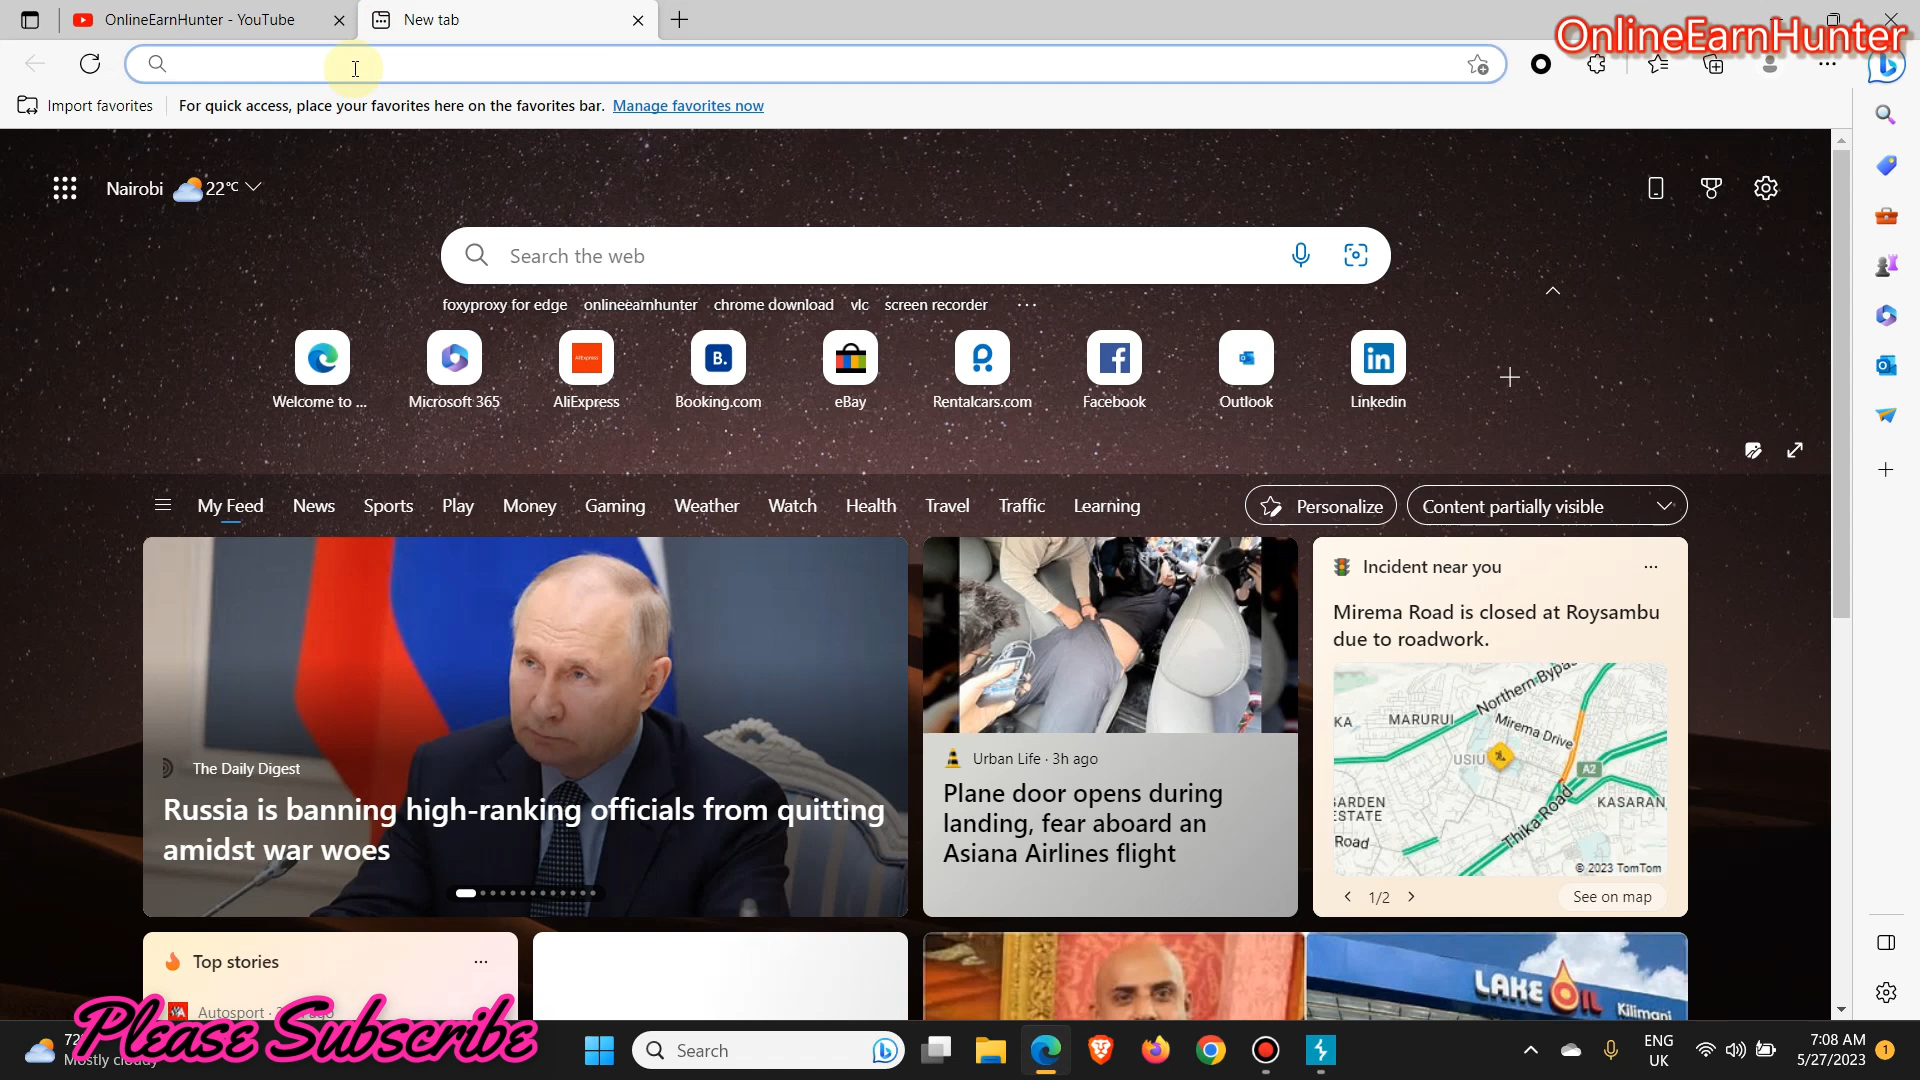 OnlineEarnHunter - YouTube
New tab
OnlineEarnHunter
Import favorites
For quick access, place your favorites here on the favorites bar. Manage favorites now
Nairobi 22°C
Search the web
foxyproxy for edge onlineearnhunter chrome download vlc screen recorder ...
Welcome to ... Microsoft 365 AliExpress Booking.com eBay Rentalcars.com Facebook Outlook Linkedin
My Feed News Sports Play Money Gaming Weather Watch Health Travel Traffic Learning
Personalize
Content partially visible
The Daily Digest
Russia is banning high-ranking officials from quitting
amidst war woes
Urban Life · 3h ago
Plane door opens during
landing, fear aboard an
Asiana Airlines flight
Incident near you
Mirema Road is closed at Roysambu
due to roadwork.
Northern Bypa
KA MARURUI
Mirema Drive
USIU
A2
GARDEN
ESTATE
KASARAN
Road
Thika Road
© 2023 TomTom
1/2
See on map
Top stories
Autosport
LAKE OIL
Kilimani
Please Subscribe
Mostly cloudy
Search
ENG
UK
7:08 AM
5/27/2023
1